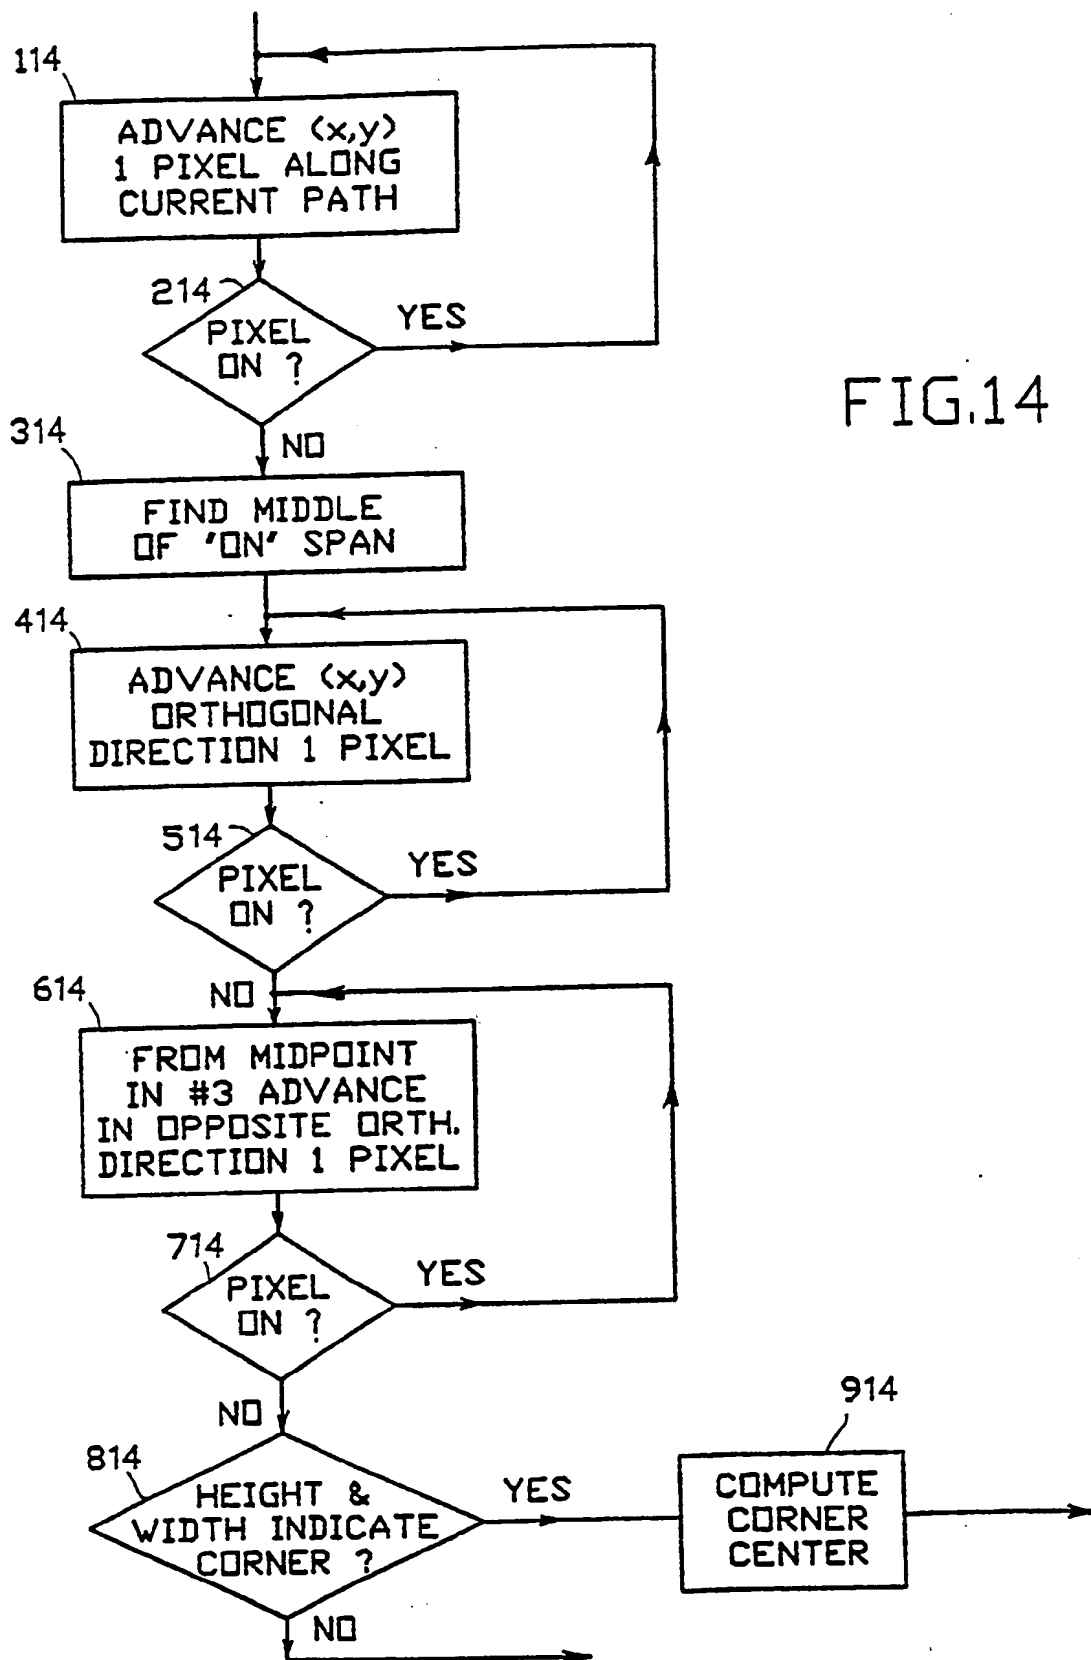 114
ADVANCE (x,y)
1 PIXEL ALONG
CURRENT PATH
214
PIXEL
ON ?
YES
FIG.14
314
NO
FIND MIDDLE
OF 'ON' SPAN
414
ADVANCE (x,y)
ORTHOGONAL
DIRECTION 1 PIXEL
514
PIXEL
ON ?
YES
614
NO
FROM MIDPOINT
IN #3 ADVANCE
IN OPPOSITE ORTH.
DIRECTION 1 PIXEL
714
PIXEL
ON ?
YES
NO
814
HEIGHT &
WIDTH INDICATE
CORNER ?
YES
914
COMPUTE
CORNER
CENTER
NO